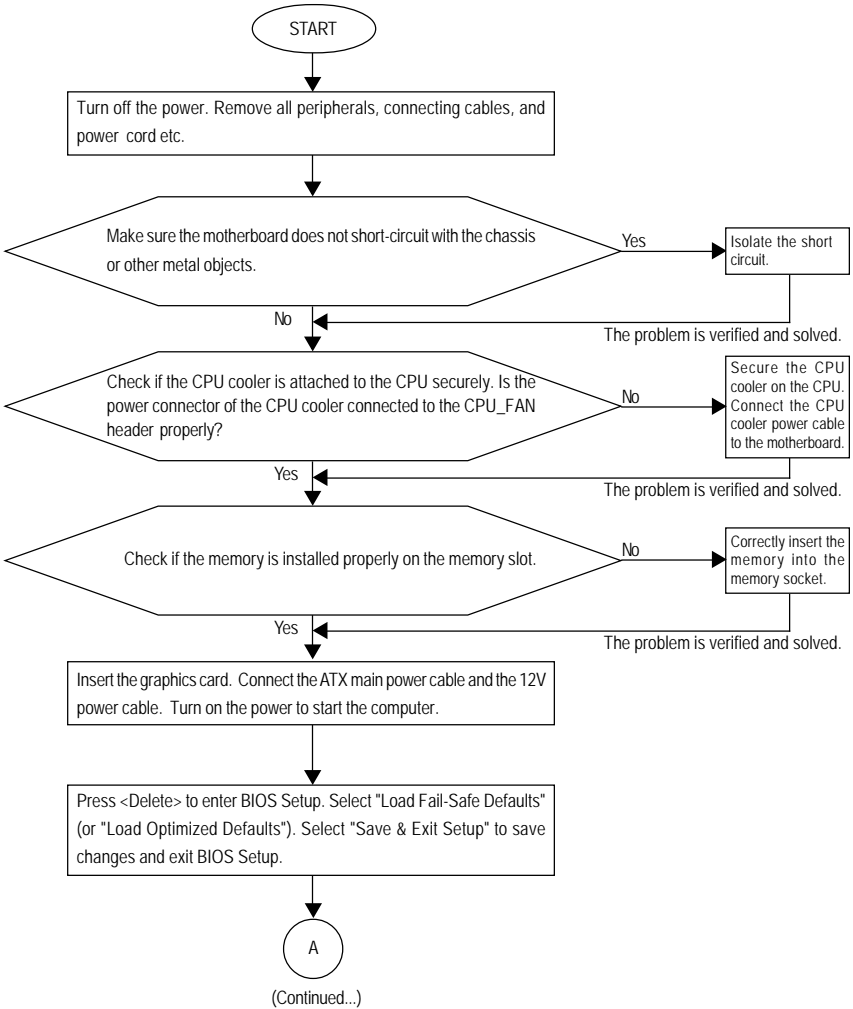 START
Turn off the power. Remove all peripherals, connecting cables, and
power cord etc.
Make sure the motherboard does not short-circuit with the chassis
or other metal objects.
Yes
Isolate the short
circuit.
No
The problem is verified and solved.
Check if the CPU cooler is attached to the CPU securely. Is the
power connector of the CPU cooler connected to the CPU_FAN
header properly?
No
Secure the CPU
cooler on the CPU.
Connect the CPU
cooler power cable
to the motherboard.
Yes
The problem is verified and solved.
Check if the memory is installed properly on the memory slot.
No
Correctly insert the
memory into the
memory socket.
Yes
The problem is verified and solved.
Insert the graphics card. Connect the ATX main power cable and the 12V
power cable. Turn on the power to start the computer.
Press <Delete> to enter BIOS Setup. Select "Load Fail-Safe Defaults"
(or "Load Optimized Defaults"). Select "Save & Exit Setup" to save
changes and exit BIOS Setup.
A
(Continued...)